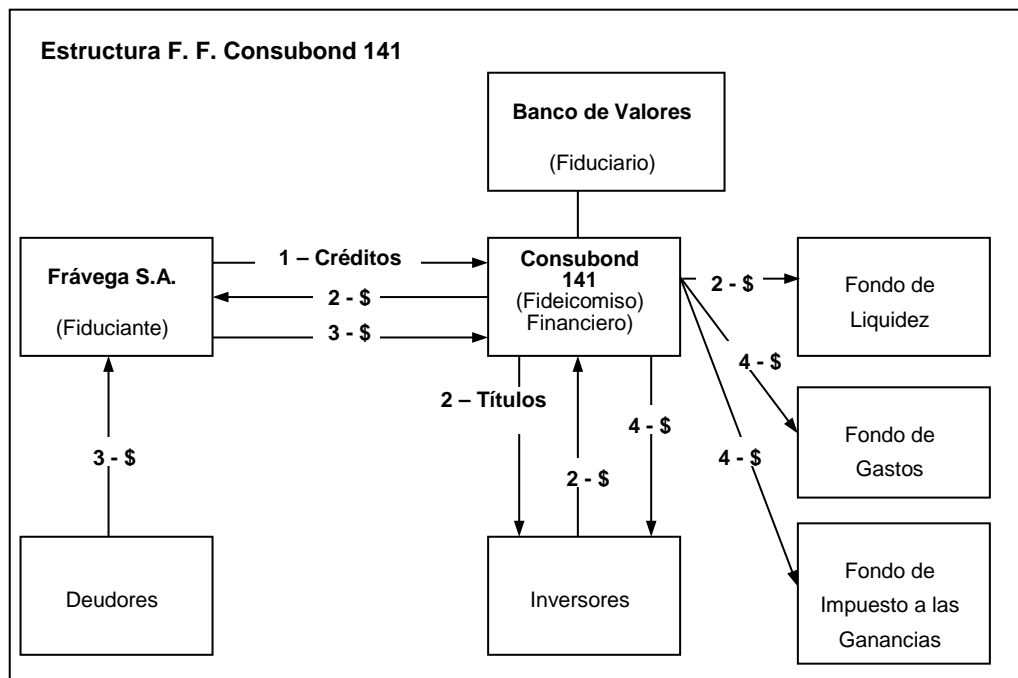 Estructura F. F. Consubond 141
Banco de Valores
(Fiduciario)
Frávega S.A.
(Fiduciante)
1 – Créditos
2 - $
3 - $
Consubond
141
(Fideicomiso)
Financiero)
2 - $
Fondo de
Liquidez
4 - $
Fondo de
Gastos
4 - $
Fondo de
Impuesto a las
Ganancias
2 – Títulos
2 - $
4 - $
3 - $
Deudores
Inversores